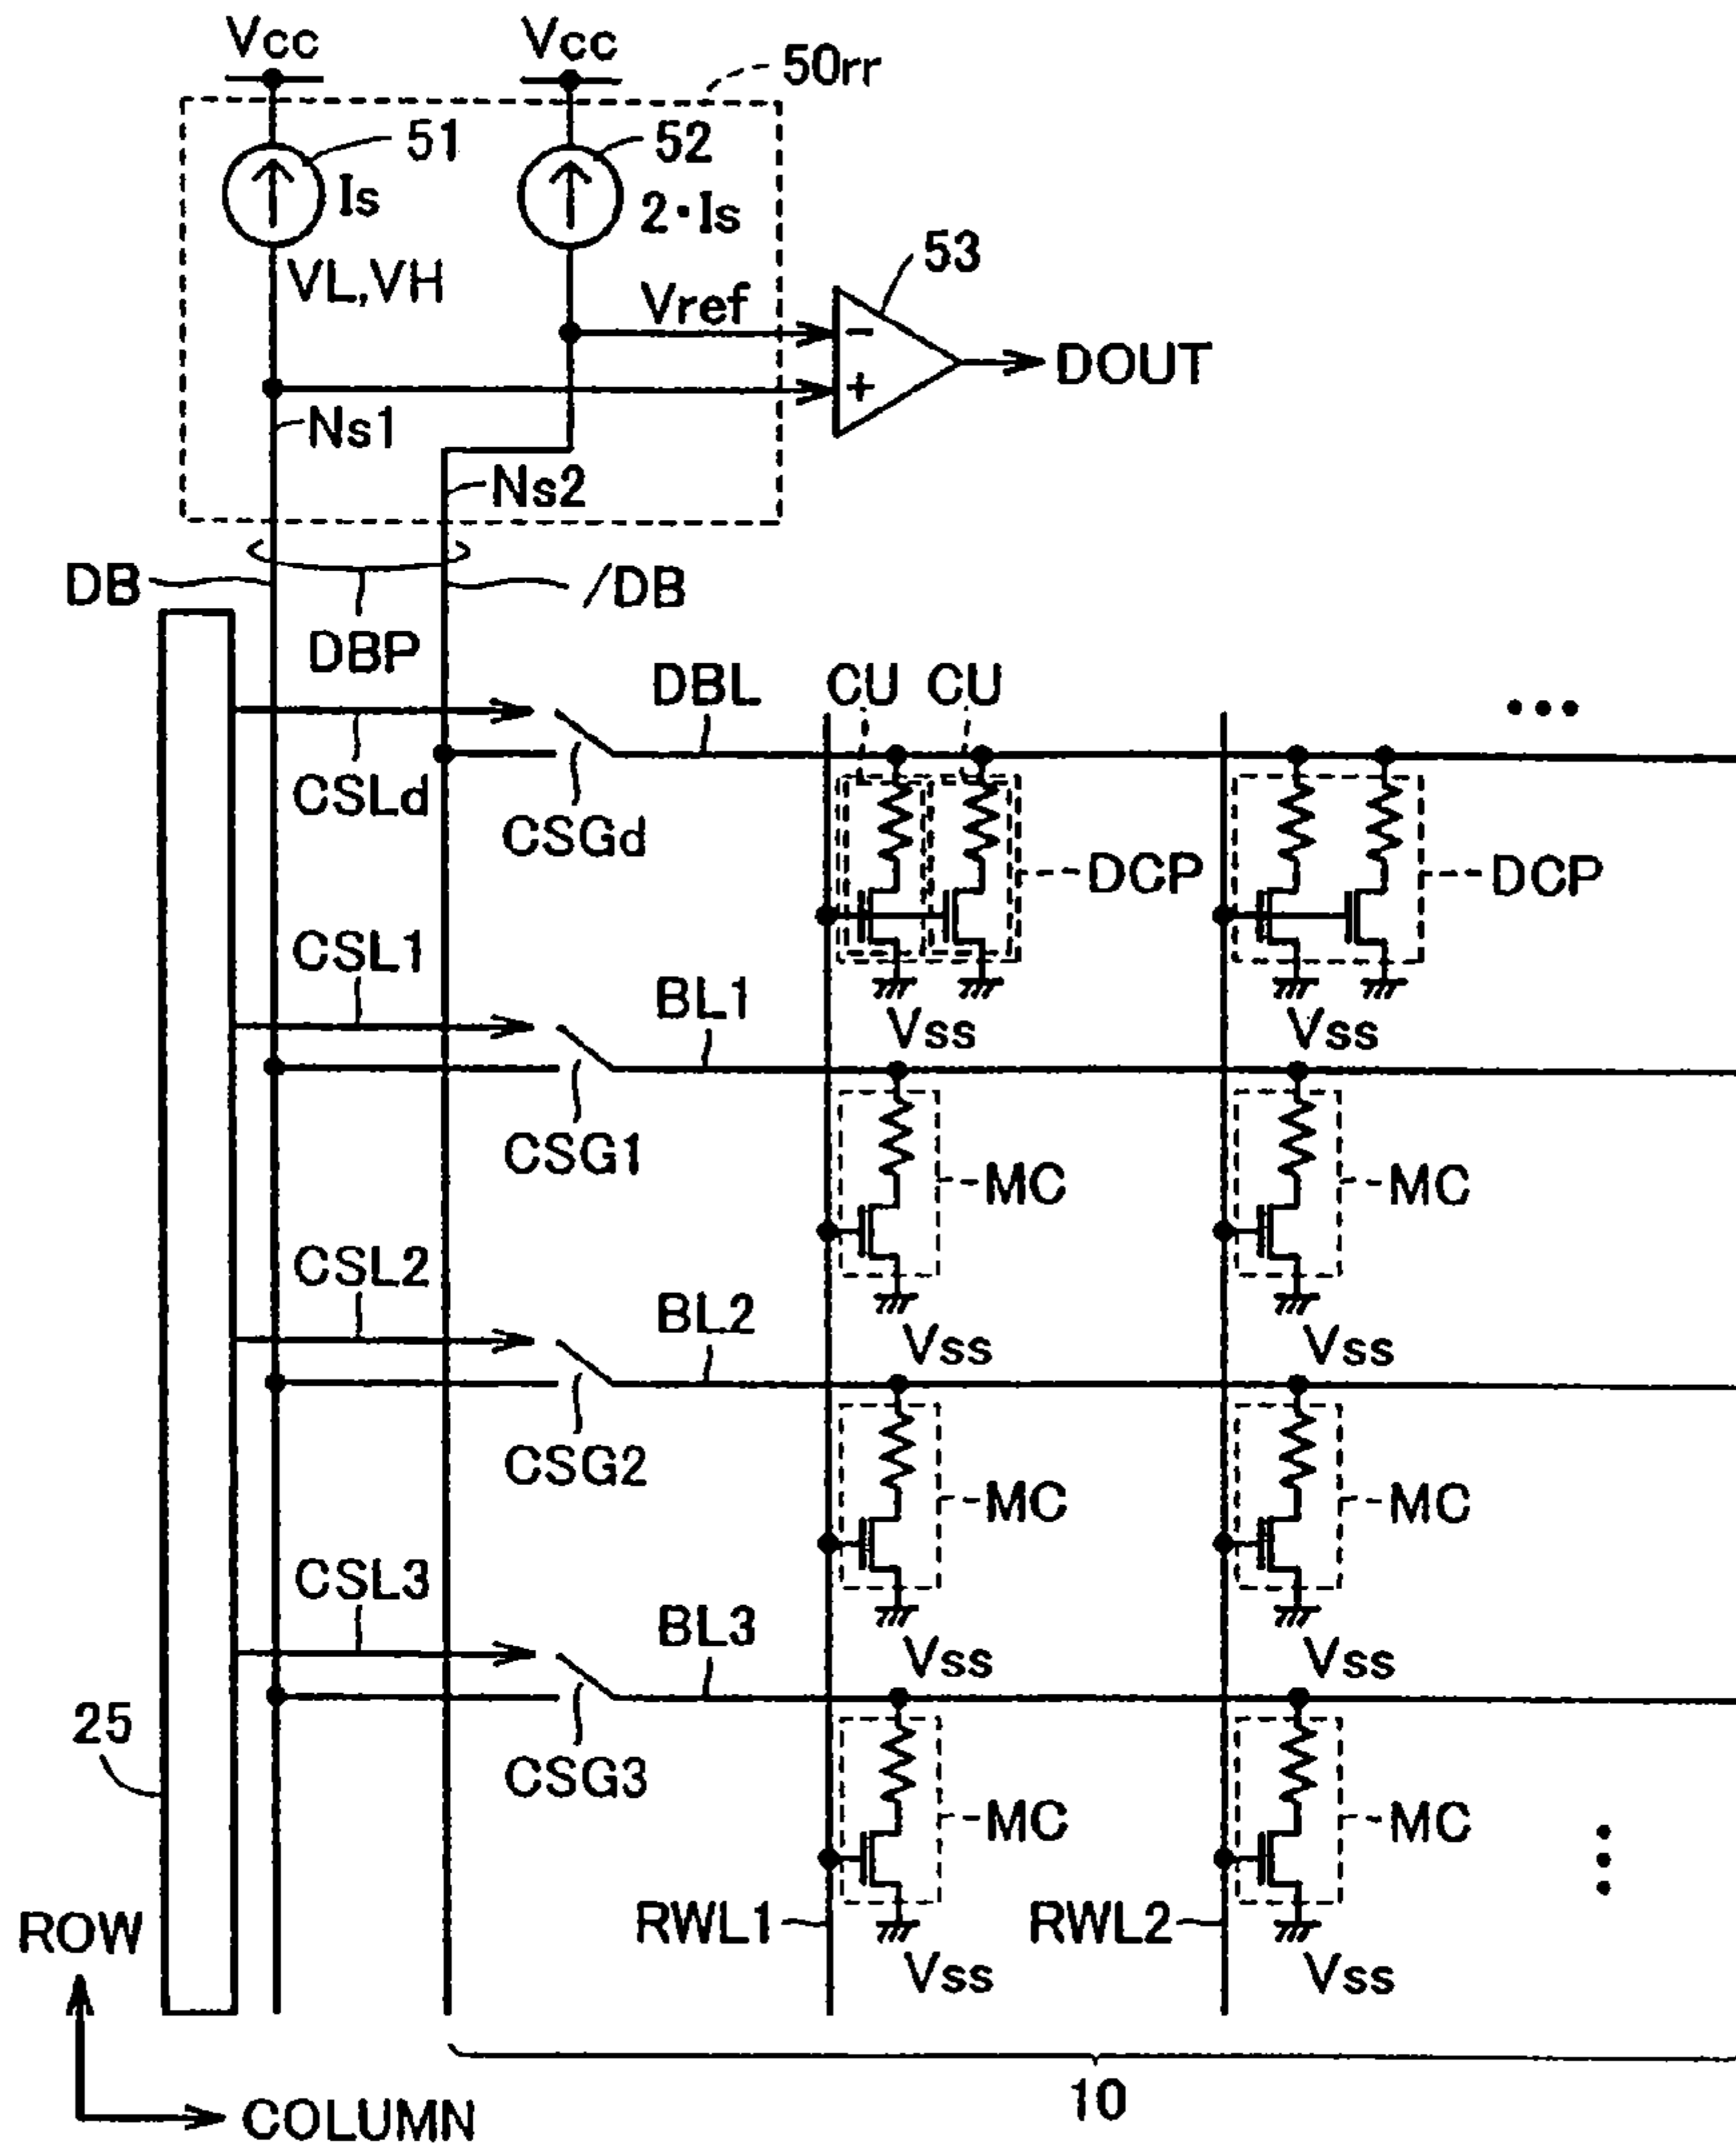 Vcc Vcc
50rr
51 52
Is 2·Is
53
VL,VH
Vref
−
+
DOUT
Ns1
Ns2
DB /DB
DBP
DBL CU CU
•••
CSLd
CSGd
DCP DCP
CSL1
BL1
Vss Vss
CSG1
MC MC
CSL2
BL2
Vss Vss
CSG2
MC MC
CSL3
BL3
Vss Vss
25
CSG3
MC MC
RWL1 RWL2
ROW
Vss Vss
10
COLUMN